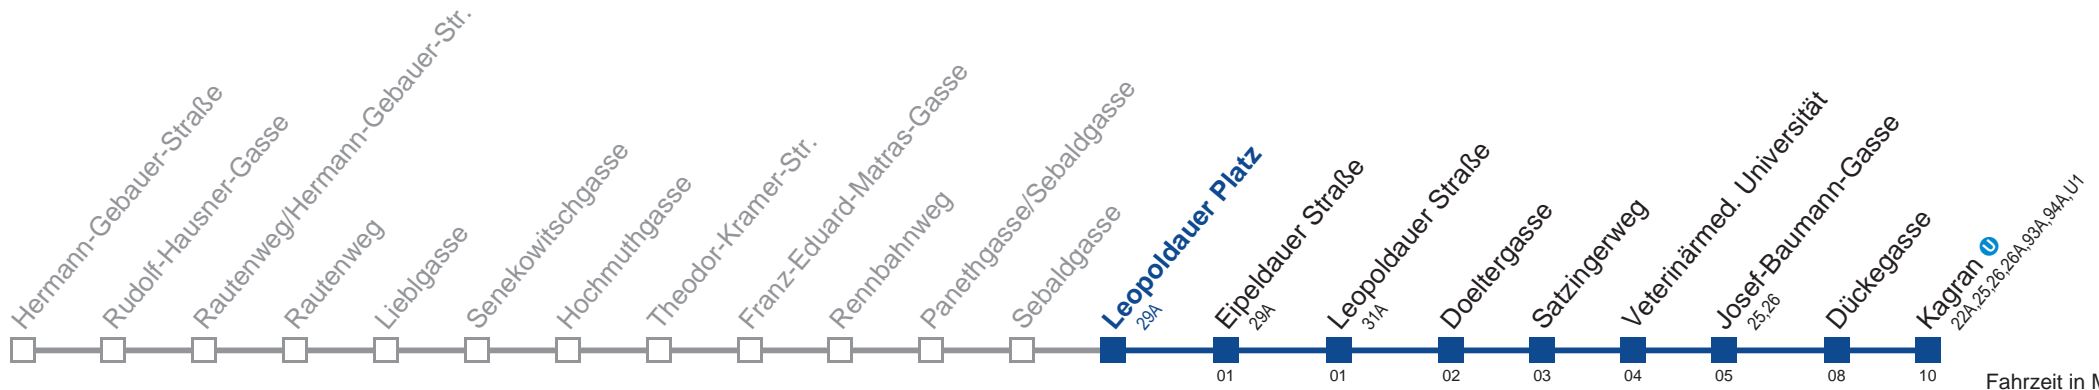 Hermann-Gebauer-Straße
Rudolf-Hausner-Gasse
Rautenweg/Hermann-Gebauer-Str.
Rautenweg
Lieblgasse
Senekowitschgasse
Hochmuthgasse
Theodor-Kramer-Str.
Franz-Eduard-Matras-Gasse
Rennbahnweg
Panethgasse/Sebaldgasse
Sebaldgasse
Leopoldauer Platz
29A
Eipeldauer Straße
29A
Leopoldauer Straße
31A
Doeltergasse
Satzingerweg
Veterinärmed. Universität
Josef-Baumann-Gasse
25,26
Dückegasse
Kagran U
22A,25,26,26A,93A,94A,U1
01 01 02 03 04 05 08 10
Fahrzeit in M